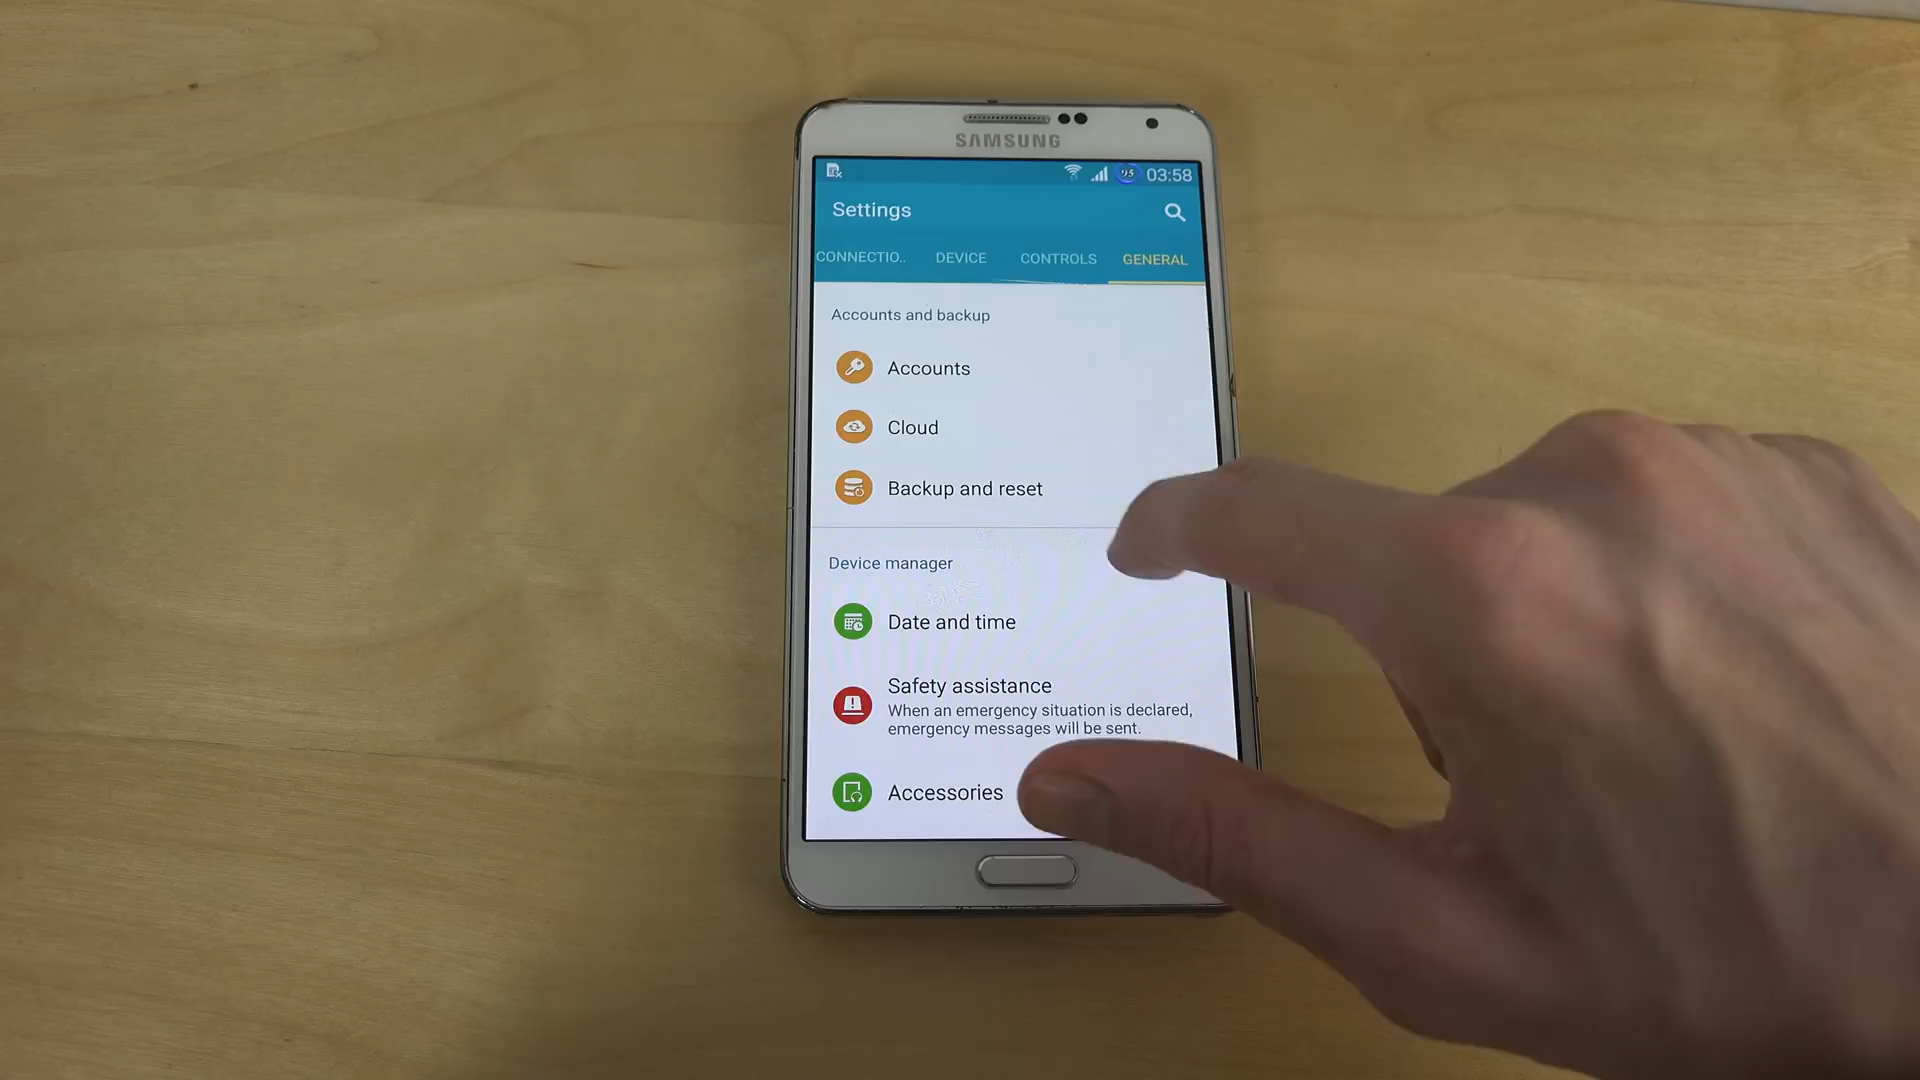 SAMSUNG
95 03:58
Settings
CONNECTIO.. DEVICE CONTROLS GENERAL
Accounts and backup
Accounts
Cloud
Backup and reset
Device manager
Date and time
Safety assistance
When an emergency situation is declared,
emergency messages will be sent.
Accessories